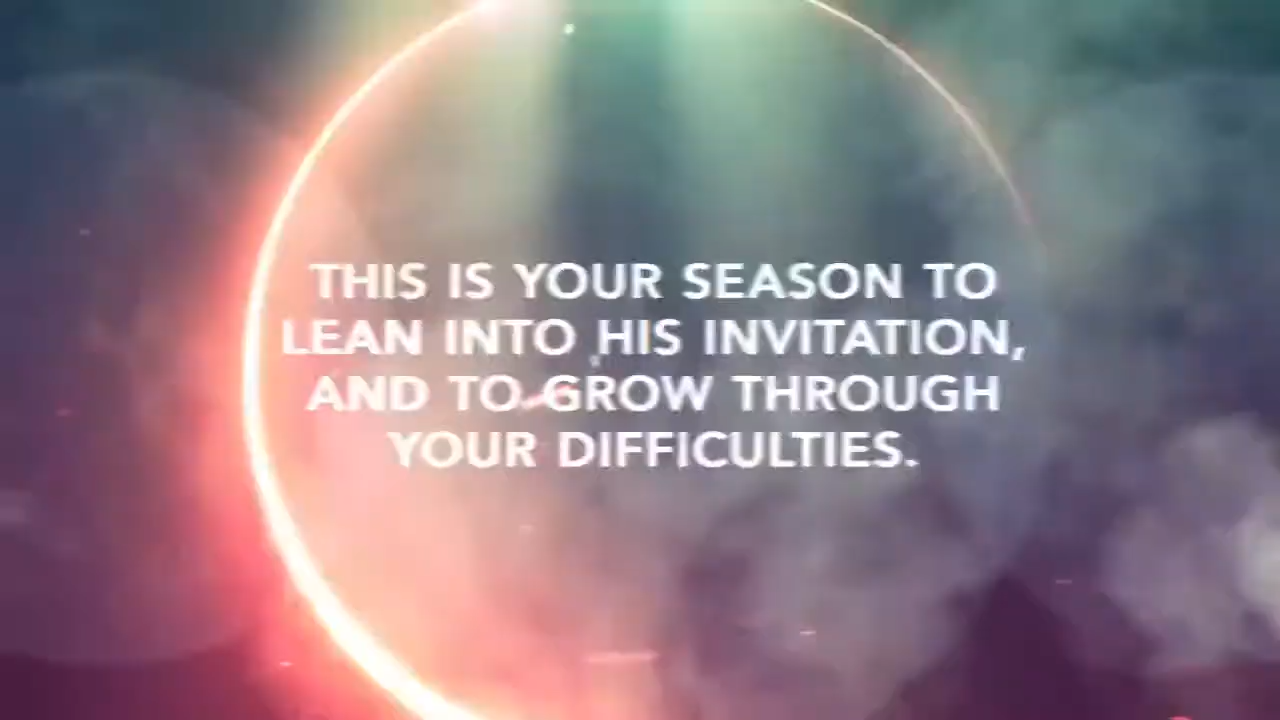 THIS IS YOUR SEASON TO
LEAN INTO HIS INVITATION,
AND TO GROW THROUGH
YOUR DIFFICULTIES.